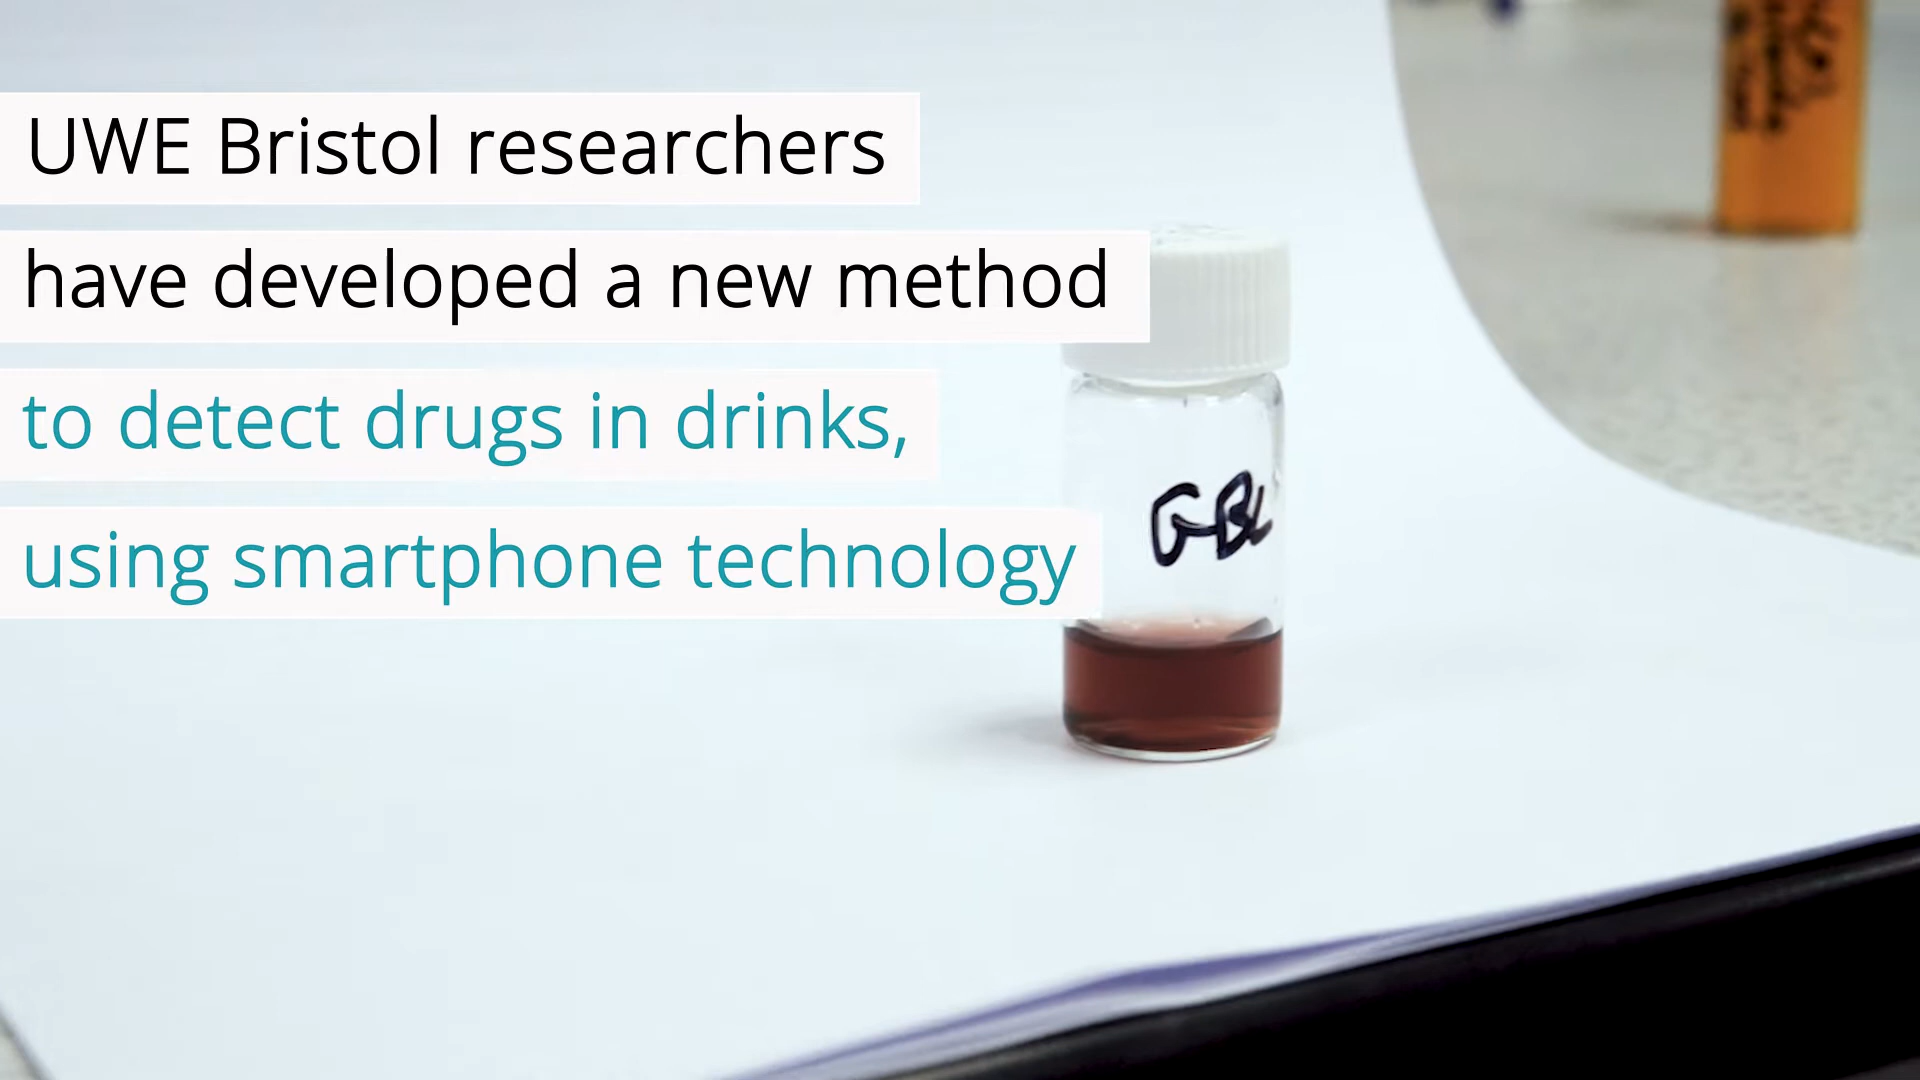 UWE Bristol researchers
have developed a new method
to detect drugs in drinks,
using smartphone technology
GBL